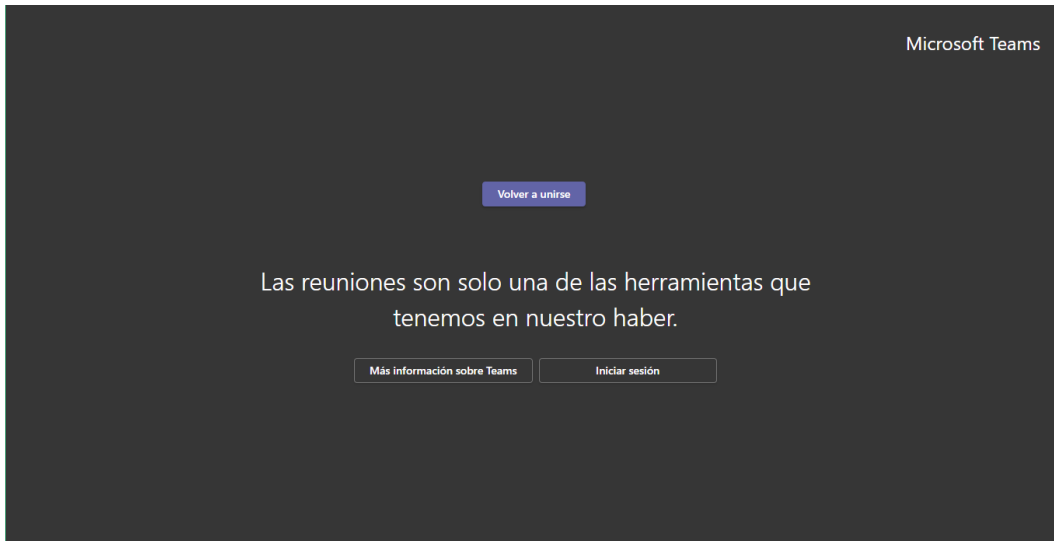 Microsoft Teams
Volver a unirse
Las reuniones son solo una de las herramientas que
tenemos en nuestro haber.
Más información sobre Teams
Iniciar sesión